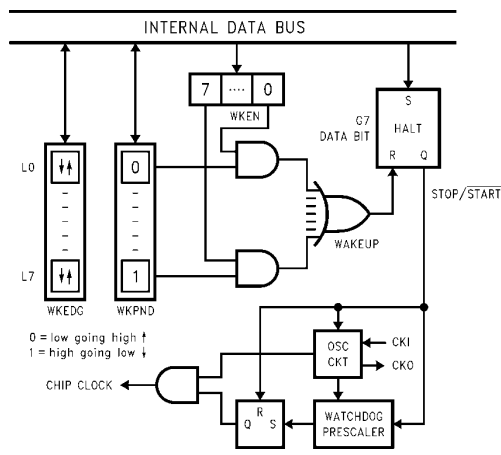 INTERNAL DATA BUS
7 .... 0
WKEN
G7
DATA BIT
S
HALT
R Q
L0
0
L7
1
WKEDG
WKPND
WAKEUP
STOP/START
0 = low going high ↑
1 = high going low ↓
CHIP CLOCK
OSC
CKT
CKI
CKO
R
Q S
WATCHDOG
PRESCALER